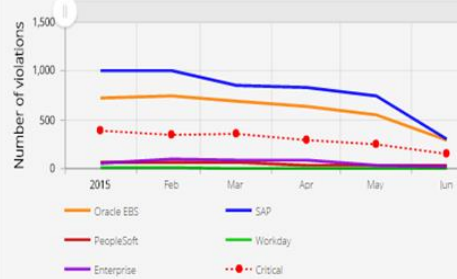 Number of violations
1,500
1,000
500
0
2015 Feb Mar Apr May Jun
Oracle EBS SAP
PeopleSoft Workday
Enterprise Critical